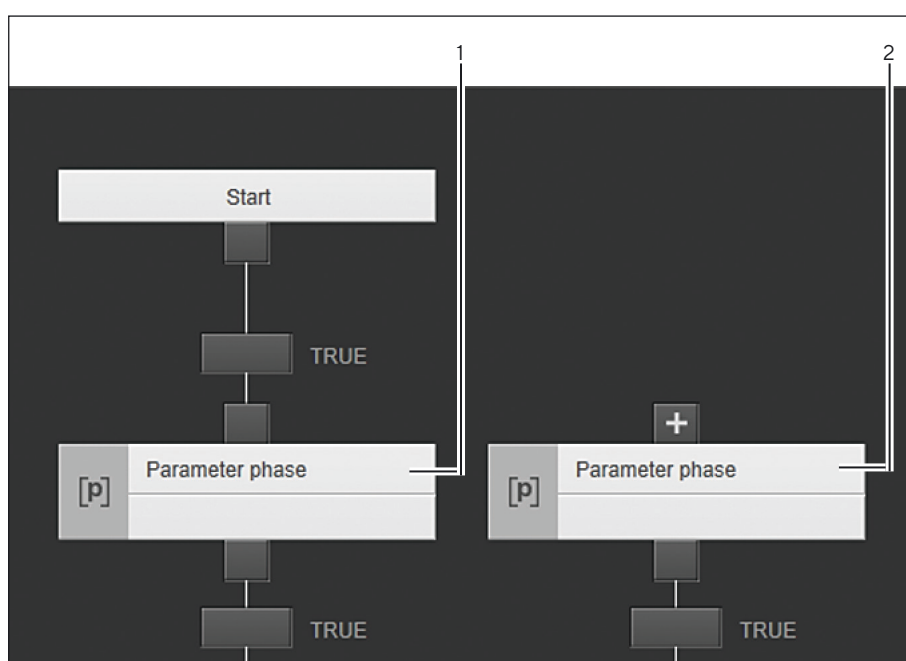 1 2
Start
TRUE
+
Parameter phase Parameter phase
[p] [p]
TRUE TRUE